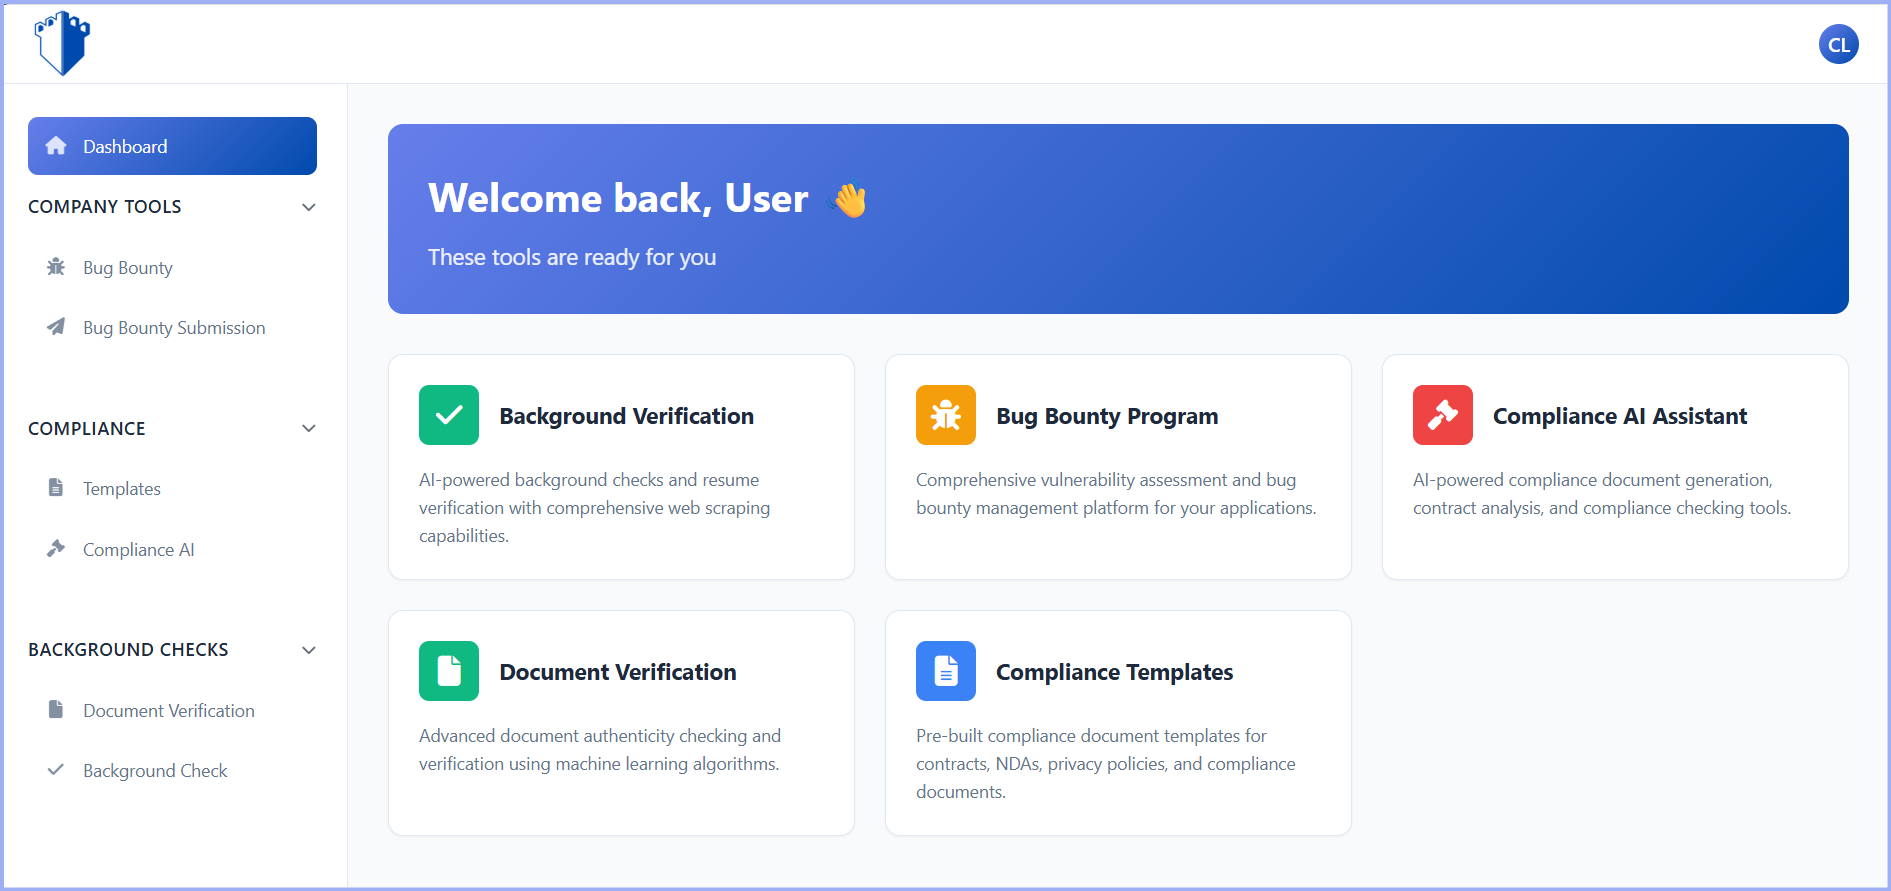 CL
Dashboard
COMPANY TOOLS
Bug Bounty
Bug Bounty Submission
COMPLIANCE
Templates
Compliance AI
BACKGROUND CHECKS
Document Verification
Background Check
Welcome back, User 👋
These tools are ready for you
Background Verification
AI-powered background checks and resume
verification with comprehensive web scraping
capabilities.
Bug Bounty Program
Comprehensive vulnerability assessment and bug
bounty management platform for your applications.
Compliance AI Assistant
AI-powered compliance document generation,
contract analysis, and compliance checking tools.
Document Verification
Advanced document authenticity checking and
verification using machine learning algorithms.
Compliance Templates
Pre-built compliance document templates for
contracts, NDAs, privacy policies, and compliance
documents.